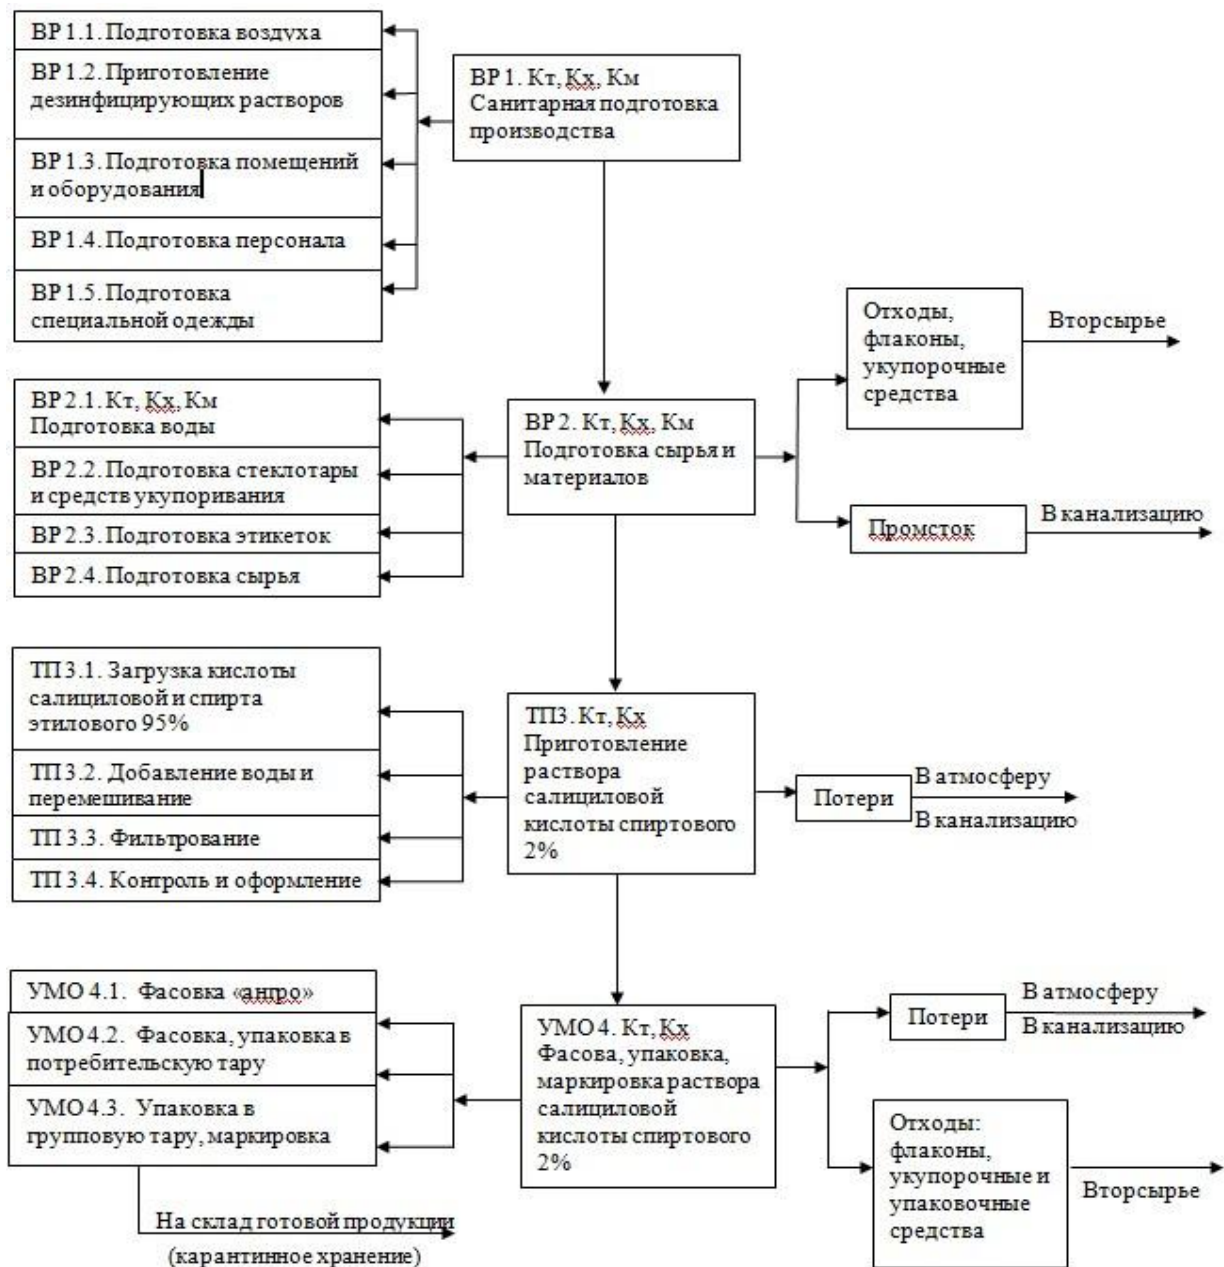 ВР 1.1. Подготовка воздуха
ВР 1.2. Приготовление
дезинфицирующих растворов
ВР 1.3. Подготовка помещений
и оборудования
ВР 1.4. Подготовка персонала
ВР 1.5. Подготовка
специальной одежды
ВР 1. Кт, Кх, Км
Санитарная подготовка
производства
ВР 2.1. Кт, Кх, Км
Подготовка воды
ВР 2.2. Подготовка стеклотары
и средств укупоривания
ВР 2.3. Подготовка этикеток
ВР 2.4. Подготовка сырья
ВР 2. Кт, Кх, Км
Подготовка сырья и
материалов
Отходы,
флаконы,
укупорочные
средства
Вторсырье
Промсток
В канализацию
ТП 3.1. Загрузка кислоты
салициловой и спирта
этилового 95%
ТП 3.2. Добавление воды и
перемешивание
ТП 3.3. Фильтрование
ТП 3.4. Контроль и оформление
ТП3. Кт, Кх
Приготовление
раствора
салициловой
кислоты спиртового
2%
Потери
В атмосферу
В канализацию
УМО 4.1. Фасовка «ангро»
УМО 4.2. Фасовка, упаковка в
потребительскую тару
УМО 4.3. Упаковка в
групповую тару, маркировка
На склад готовой продукции
(карантинное хранение)
УМО 4. Кт, Кх
Фасова, упаковка,
маркировка раствора
салициловой
кислоты спиртового
2%
Потери
В атмосферу
В канализацию
Отходы:
флаконы,
укупорочные и
упаковочные
средства
Вторсырье